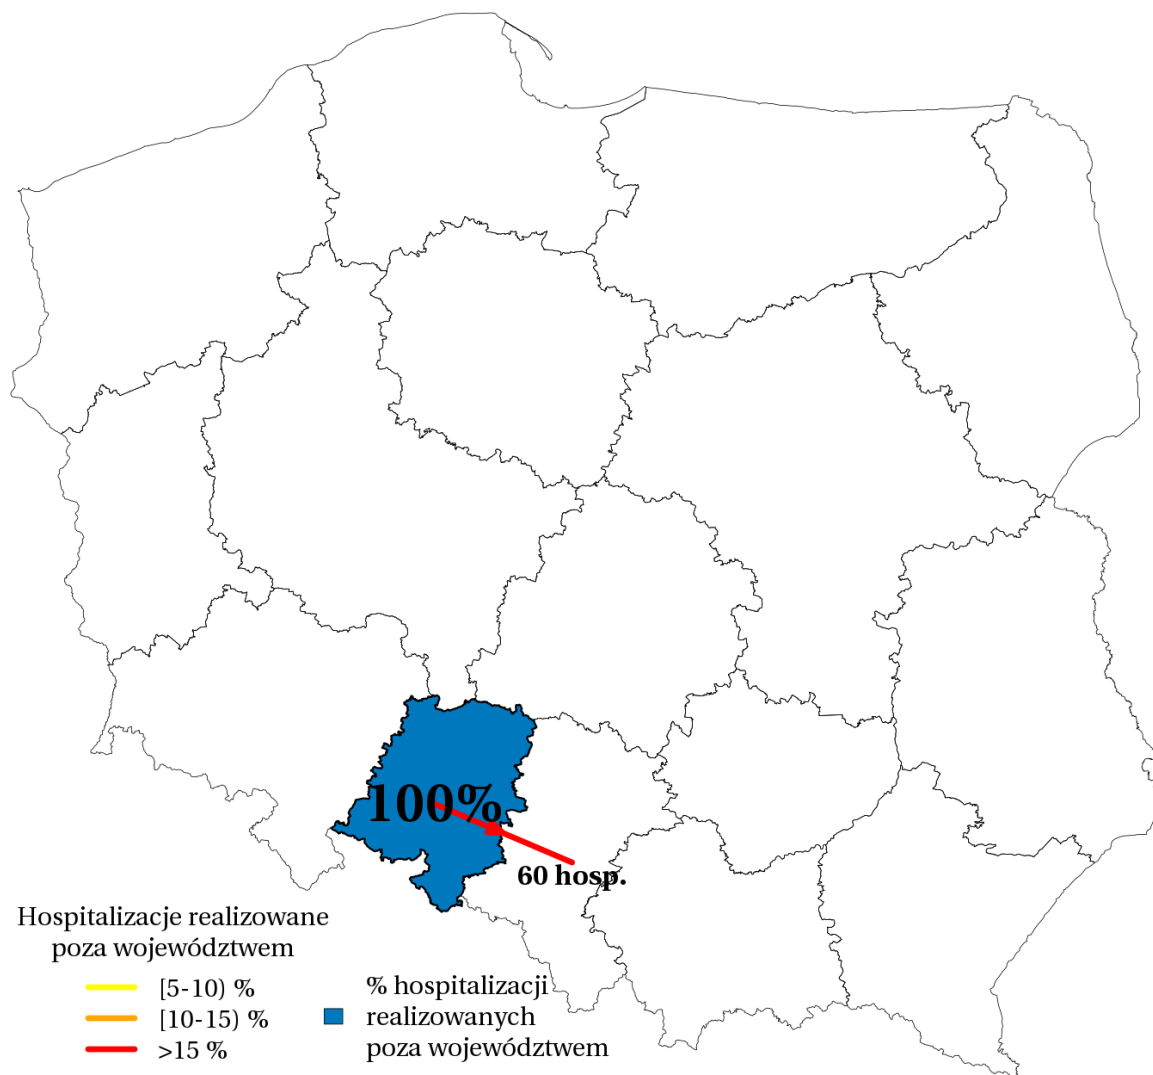 100%
60 hosp.
Hospitalizacje realizowane
poza województwem
[5-10) %
[10-15) %
>15 %
% hospitalizacji
realizowanych
poza województwem